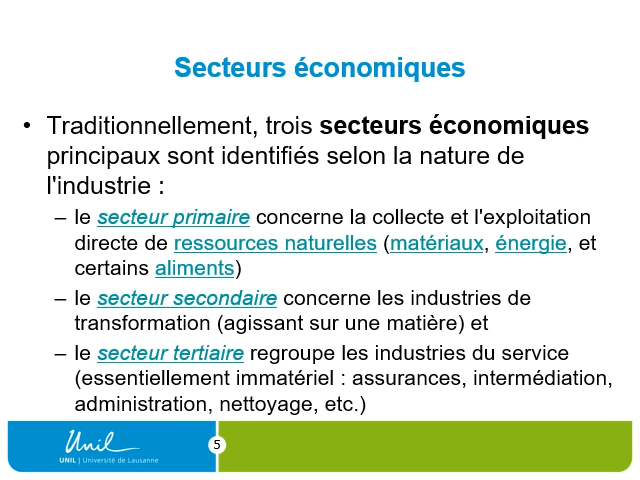 Secteurs économiques
• Traditionnellement, trois secteurs économiques
principaux sont identifiés selon la nature de
l'industrie :
– le secteur primaire concerne la collecte et l'exploitation
directe de ressources naturelles (matériaux, énergie, et
certains aliments)
– le secteur secondaire concerne les industries de
transformation (agissant sur une matière) et
– le secteur tertiaire regroupe les industries du service
(essentiellement immatériel : assurances, intermédiation,
administration, nettoyage, etc.)
Unil
UNIL | Université de Lausanne
5